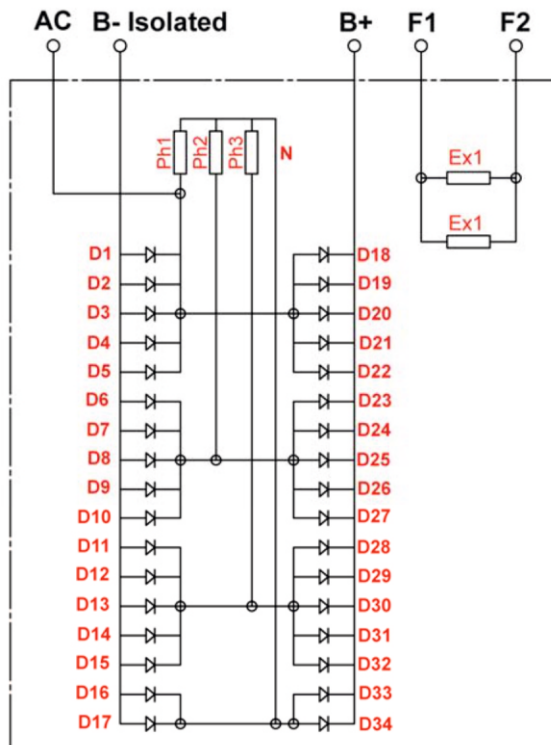 AC B- Isolated B+ F1 F2
Ph1 Ph2 Ph3 N
Ex1
Ex1
D1 D18
D2 D19
D3 D20
D4 D21
D5 D22
D6 D23
D7 D24
D8 D25
D9 D26
D10 D27
D11 D28
D12 D29
D13 D30
D14 D31
D15 D32
D16 D33
D17 D34